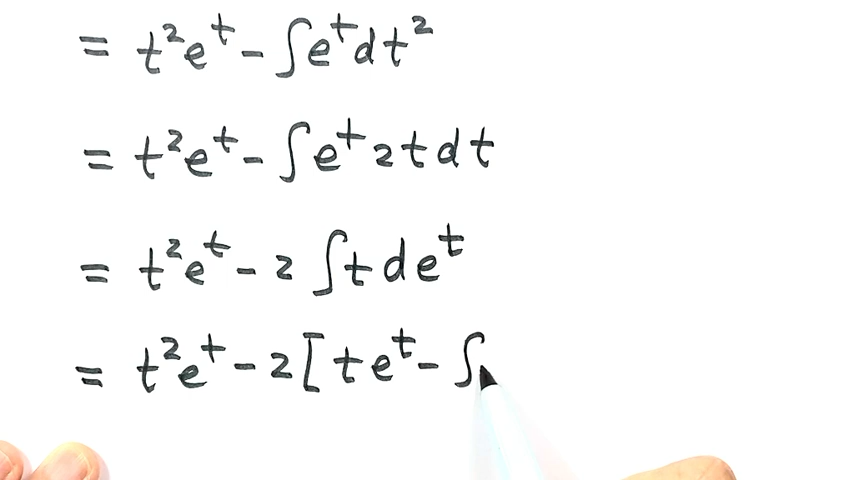 = t²eᵗ - ∫eᵗdt²
= t²eᵗ - ∫eᵗ2tdt
= t²eᵗ - 2∫tdeᵗ
= t²eᵗ - 2[teᵗ - ∫